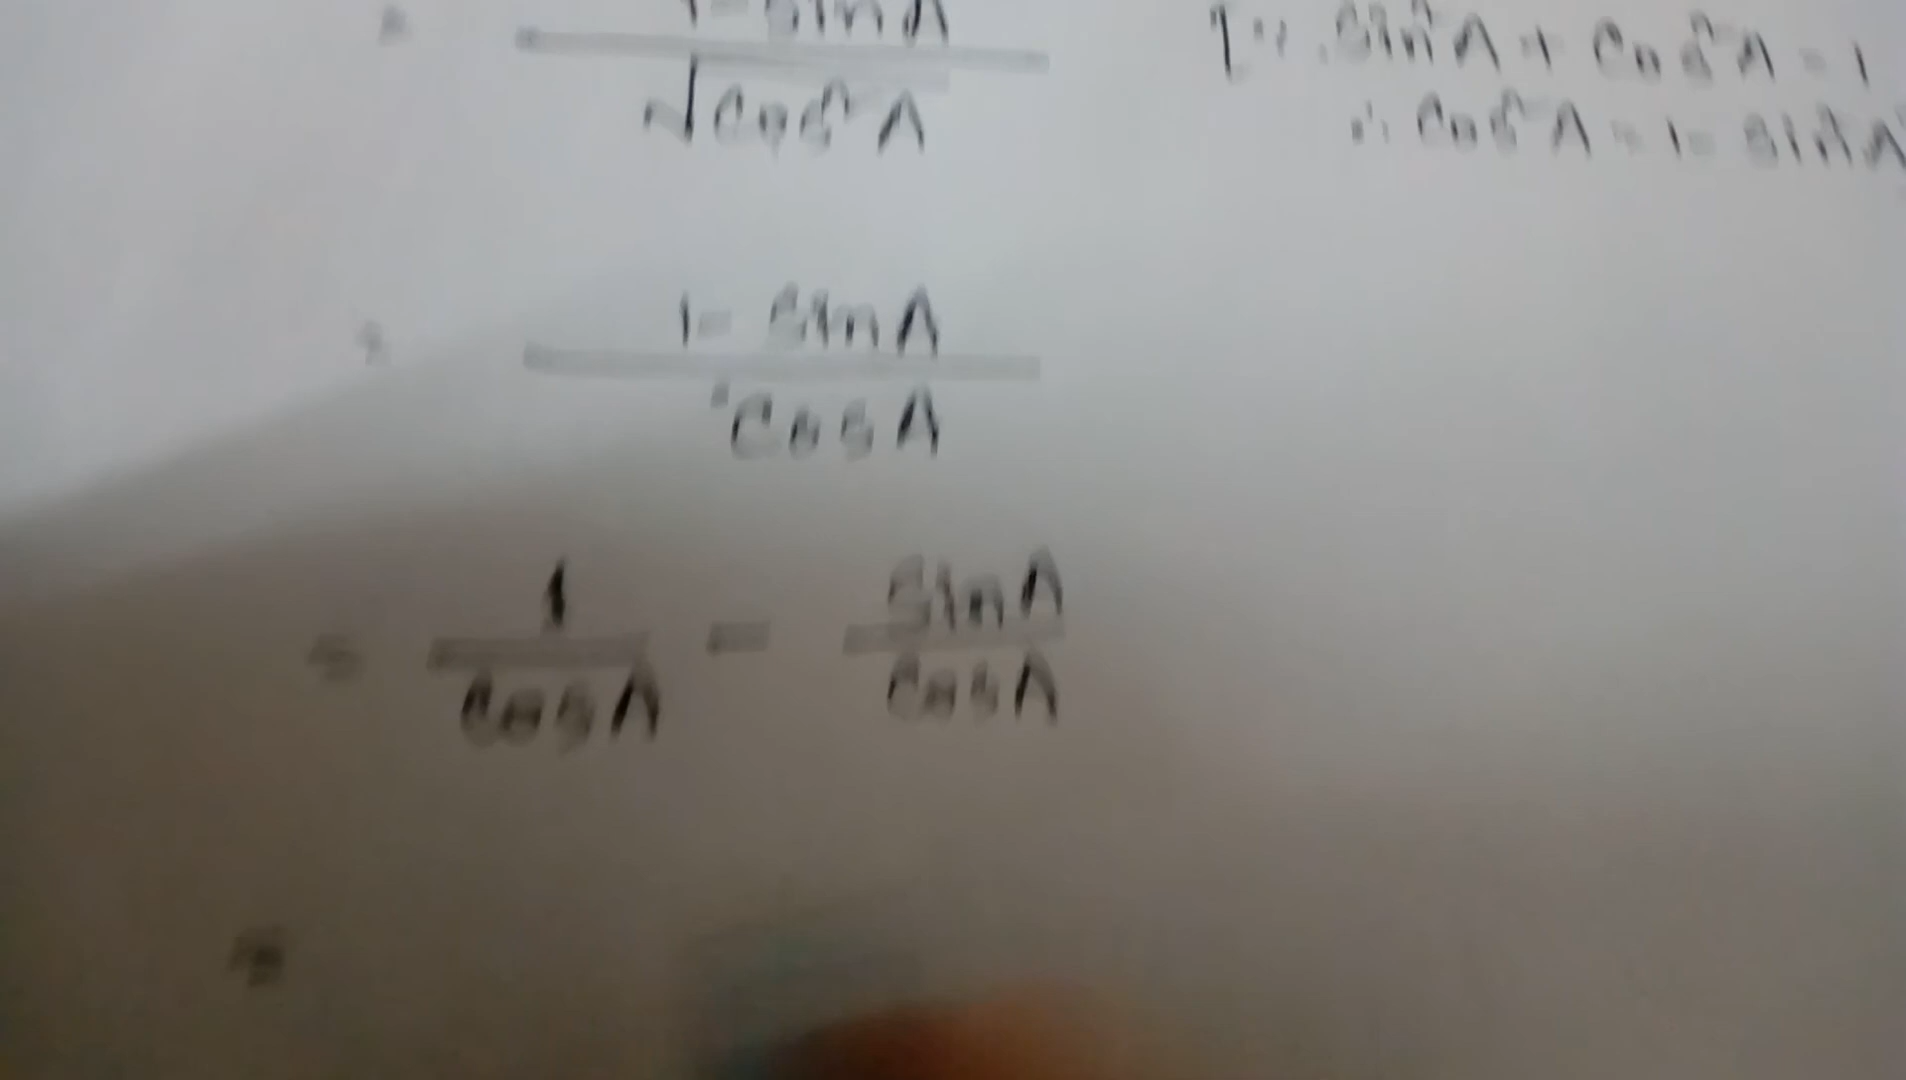 = 1 - sinA / √cos²A [∵ sin²A + cos²A = 1
∴ cos²A = 1 - sin²A
= 1 - sinA / cosA
= 1/cosA - sinA/cosA
=